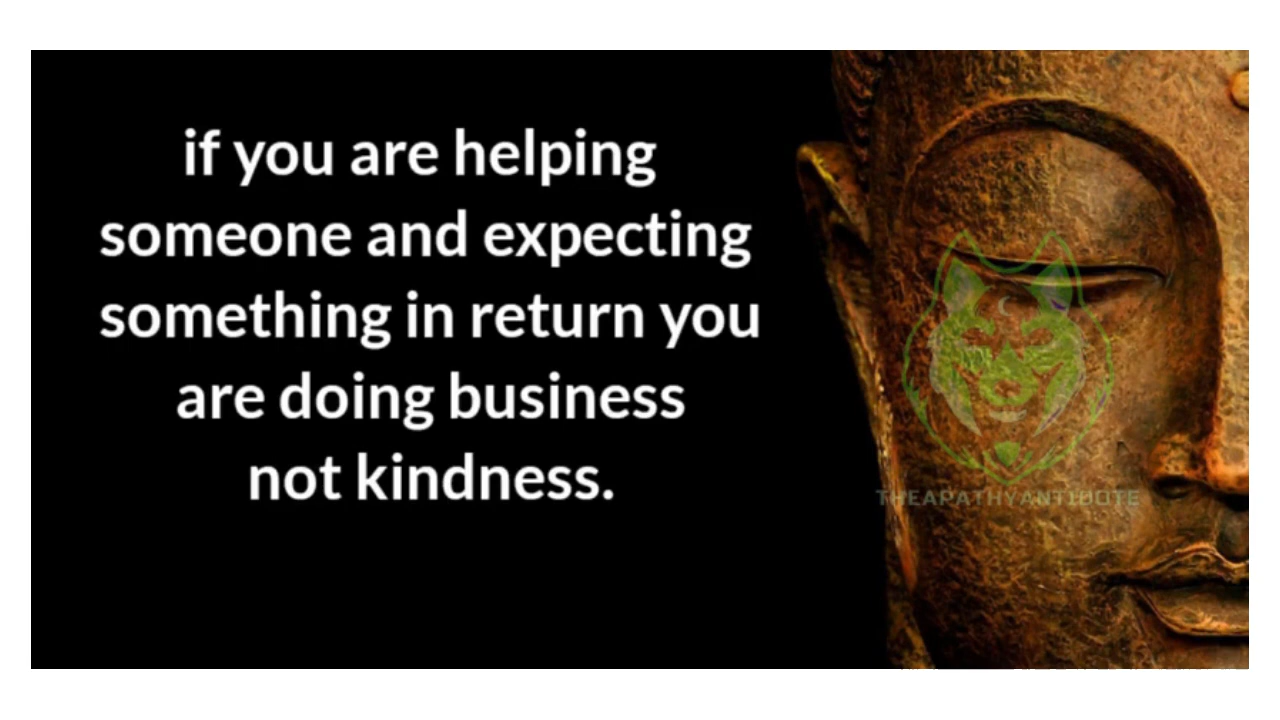 if you are helping
someone and expecting
something in return you
are doing business
not kindness.
THEAPATHYANTIDOTE